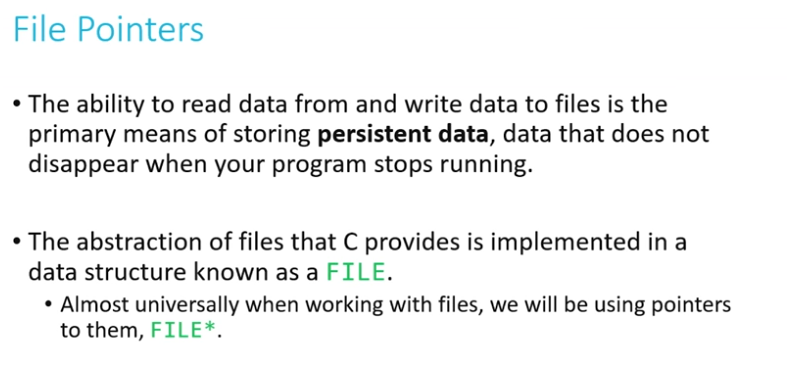 File Pointers
• The ability to read data from and write data to files is the
primary means of storing persistent data, data that does not
disappear when your program stops running.
• The abstraction of files that C provides is implemented in a
data structure known as a FILE.
• Almost universally when working with files, we will be using pointers
to them, FILE*.